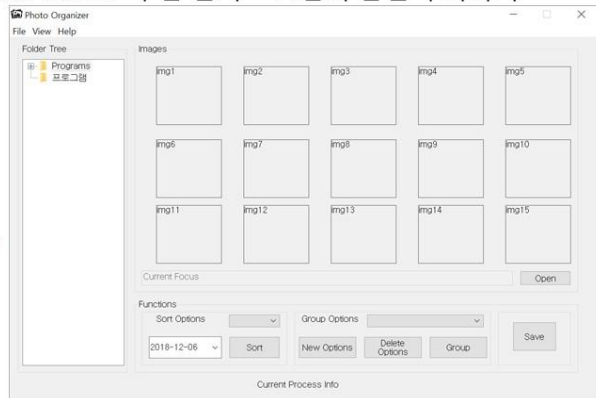 Photo Organizer
File View Help
Folder Tree
Programs
프로그램
Images
img1 img2 img3 img4 img5
img6 img7 img8 img9 img10
img11 img12 img13 img14 img15
Current Focus
Open
Functions
Sort Options
2018-12-06
Sort
Group Options
New Options
Delete
Options
Group
Save
Current Process Info